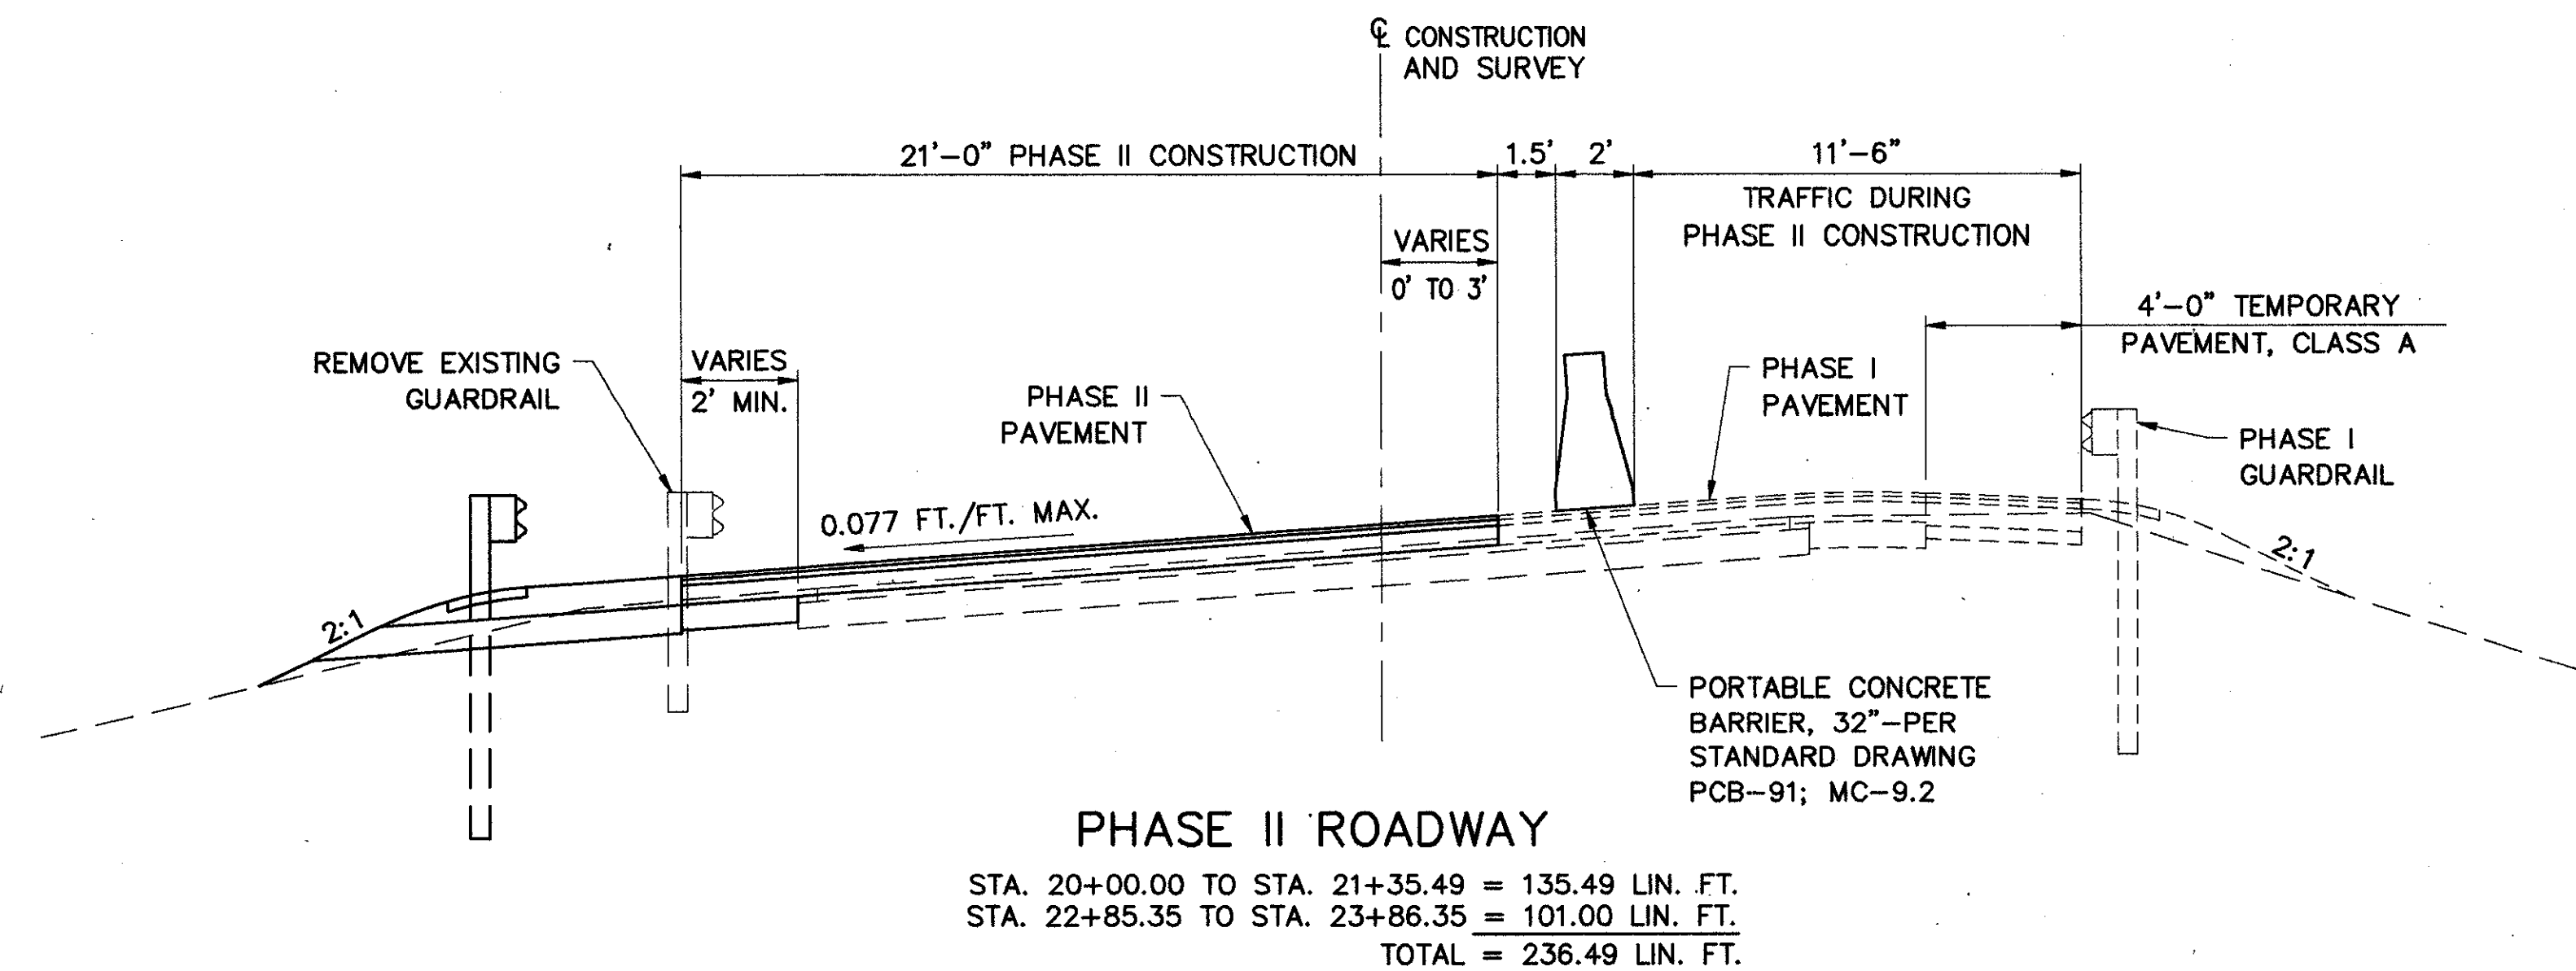 ℄ CONSTRUCTION
AND SURVEY
21'-0" PHASE II CONSTRUCTION
1.5'
2'
11'-6"
TRAFFIC DURING
PHASE II CONSTRUCTION
VARIES
0' TO 3'
4'-0" TEMPORARY
PAVEMENT, CLASS A
REMOVE EXISTING
GUARDRAIL
VARIES
2' MIN.
PHASE II
PAVEMENT
PHASE I
PAVEMENT
PHASE I
GUARDRAIL
0.077 FT./FT. MAX.
2:1
2:1
PORTABLE CONCRETE
BARRIER, 32"-PER
STANDARD DRAWING
PCB-91; MC-9.2
PHASE II ROADWAY
STA. 20+00.00 TO STA. 21+35.49 = 135.49 LIN. FT.
STA. 22+85.35 TO STA. 23+86.35 = 101.00 LIN. FT.
TOTAL = 236.49 LIN. FT.